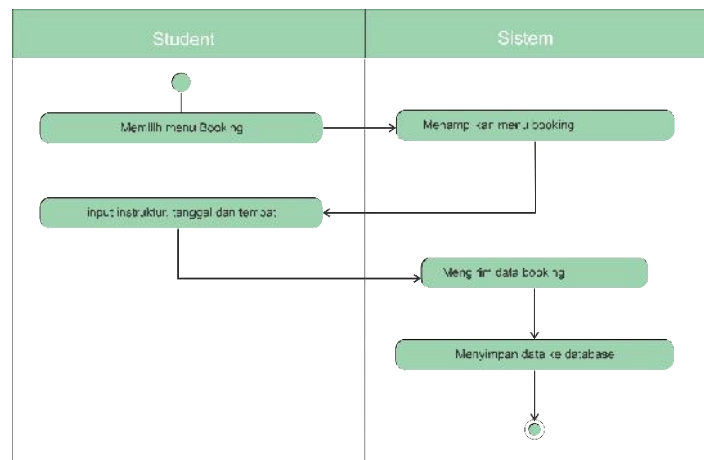 Student
Sistem
Memilih menu Booking
Menampilkan menu booking
input instruktur, tanggal dan tempat
Mengirim data booking
Menyimpan data ke database